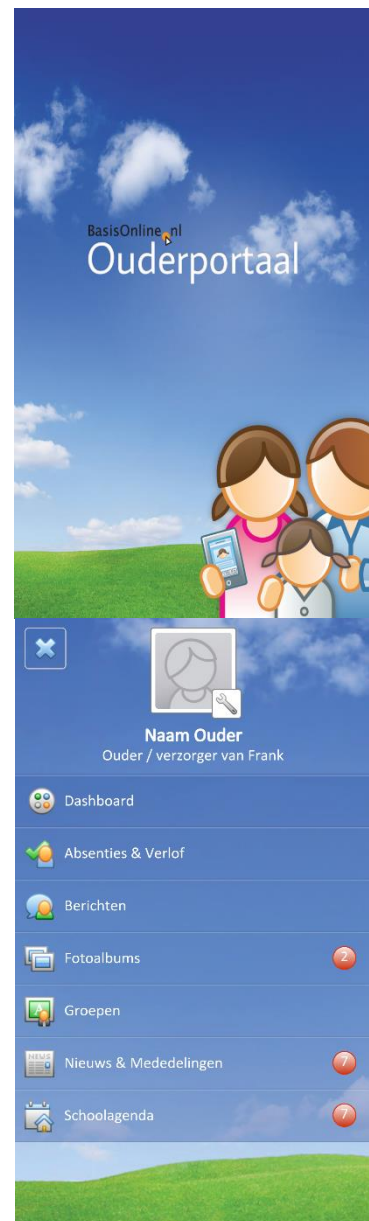 BasisOnline.nl
Ouderportaal
Naam Ouder
Ouder / verzorger van Frank
Dashboard
Absenties & Verlof
Berichten
Fotoalbums 2
Groepen
NEWS
Nieuws & Mededelingen 7
Schoolagenda 7